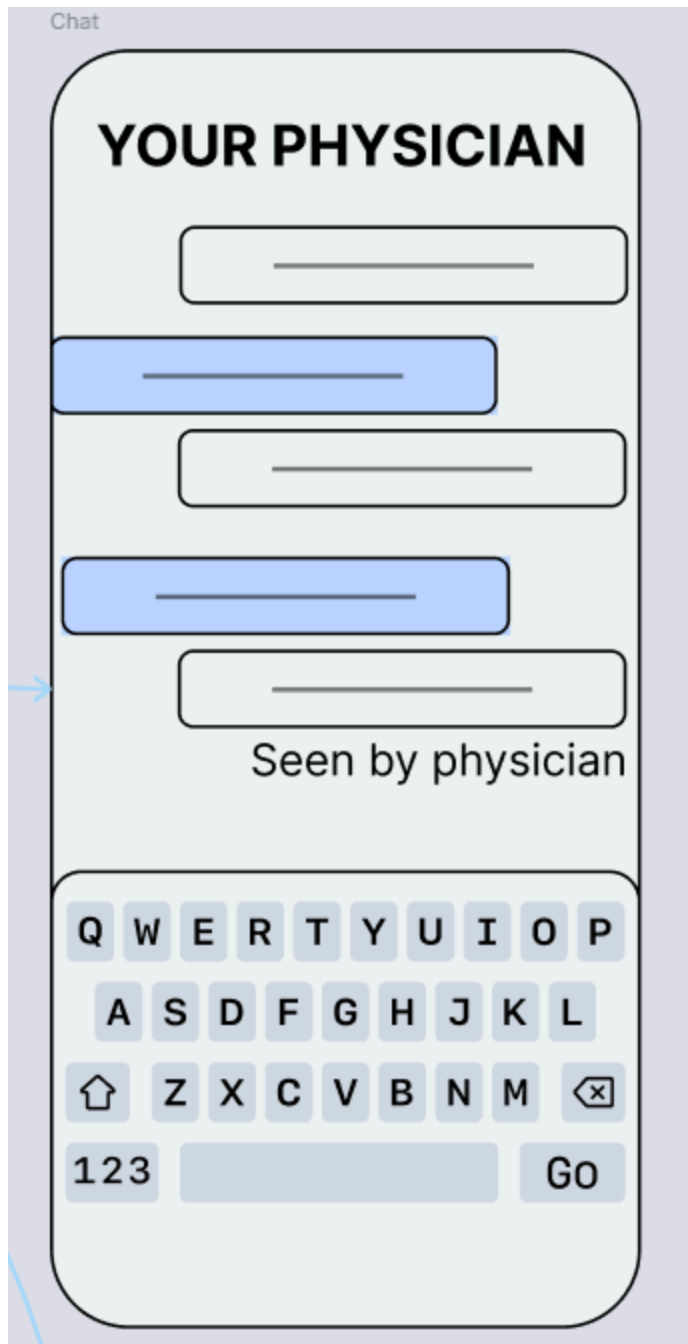 Chat
YOUR PHYSICIAN
Seen by physician
Q W E R T Y U I O P
A S D F G H J K L
Z X C V B N M
123 Go